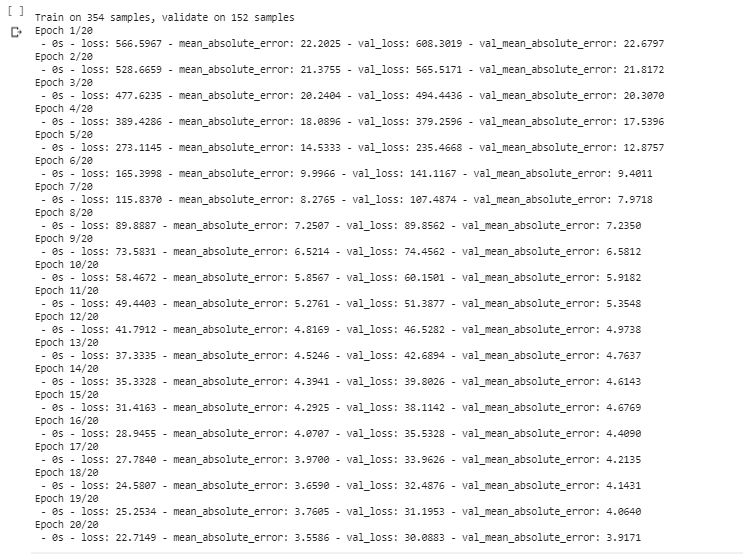 [ ]
Train on 354 samples, validate on 152 samples
Epoch 1/20
 - 0s - loss: 566.5967 - mean_absolute_error: 22.2025 - val_loss: 608.3019 - val_mean_absolute_error: 22.6797
Epoch 2/20
 - 0s - loss: 528.6659 - mean_absolute_error: 21.3755 - val_loss: 565.5171 - val_mean_absolute_error: 21.8172
Epoch 3/20
 - 0s - loss: 477.6235 - mean_absolute_error: 20.2404 - val_loss: 494.4436 - val_mean_absolute_error: 20.3070
Epoch 4/20
 - 0s - loss: 389.4286 - mean_absolute_error: 18.0896 - val_loss: 379.2596 - val_mean_absolute_error: 17.5396
Epoch 5/20
 - 0s - loss: 273.1145 - mean_absolute_error: 14.5333 - val_loss: 235.4668 - val_mean_absolute_error: 12.8757
Epoch 6/20
 - 0s - loss: 165.3998 - mean_absolute_error: 9.9966 - val_loss: 141.1167 - val_mean_absolute_error: 9.4011
Epoch 7/20
 - 0s - loss: 115.8370 - mean_absolute_error: 8.2765 - val_loss: 107.4874 - val_mean_absolute_error: 7.9718
Epoch 8/20
 - 0s - loss: 89.8887 - mean_absolute_error: 7.2507 - val_loss: 89.8562 - val_mean_absolute_error: 7.2350
Epoch 9/20
 - 0s - loss: 73.5831 - mean_absolute_error: 6.5214 - val_loss: 74.4562 - val_mean_absolute_error: 6.5812
Epoch 10/20
 - 0s - loss: 58.4672 - mean_absolute_error: 5.8567 - val_loss: 60.1501 - val_mean_absolute_error: 5.9182
Epoch 11/20
 - 0s - loss: 49.4403 - mean_absolute_error: 5.2761 - val_loss: 51.3877 - val_mean_absolute_error: 5.3548
Epoch 12/20
 - 0s - loss: 41.7912 - mean_absolute_error: 4.8169 - val_loss: 46.5282 - val_mean_absolute_error: 4.9738
Epoch 13/20
 - 0s - loss: 37.3335 - mean_absolute_error: 4.5246 - val_loss: 42.6894 - val_mean_absolute_error: 4.7637
Epoch 14/20
 - 0s - loss: 35.3328 - mean_absolute_error: 4.3941 - val_loss: 39.8026 - val_mean_absolute_error: 4.6143
Epoch 15/20
 - 0s - loss: 31.4163 - mean_absolute_error: 4.2925 - val_loss: 38.1142 - val_mean_absolute_error: 4.6769
Epoch 16/20
 - 0s - loss: 28.9455 - mean_absolute_error: 4.0707 - val_loss: 35.5328 - val_mean_absolute_error: 4.4090
Epoch 17/20
 - 0s - loss: 27.7840 - mean_absolute_error: 3.9700 - val_loss: 33.9626 - val_mean_absolute_error: 4.2135
Epoch 18/20
 - 0s - loss: 24.5807 - mean_absolute_error: 3.6590 - val_loss: 32.4876 - val_mean_absolute_error: 4.1431
Epoch 19/20
 - 0s - loss: 25.2534 - mean_absolute_error: 3.7605 - val_loss: 31.1953 - val_mean_absolute_error: 4.0640
Epoch 20/20
 - 0s - loss: 22.7149 - mean_absolute_error: 3.5586 - val_loss: 30.0883 - val_mean_absolute_error: 3.9171